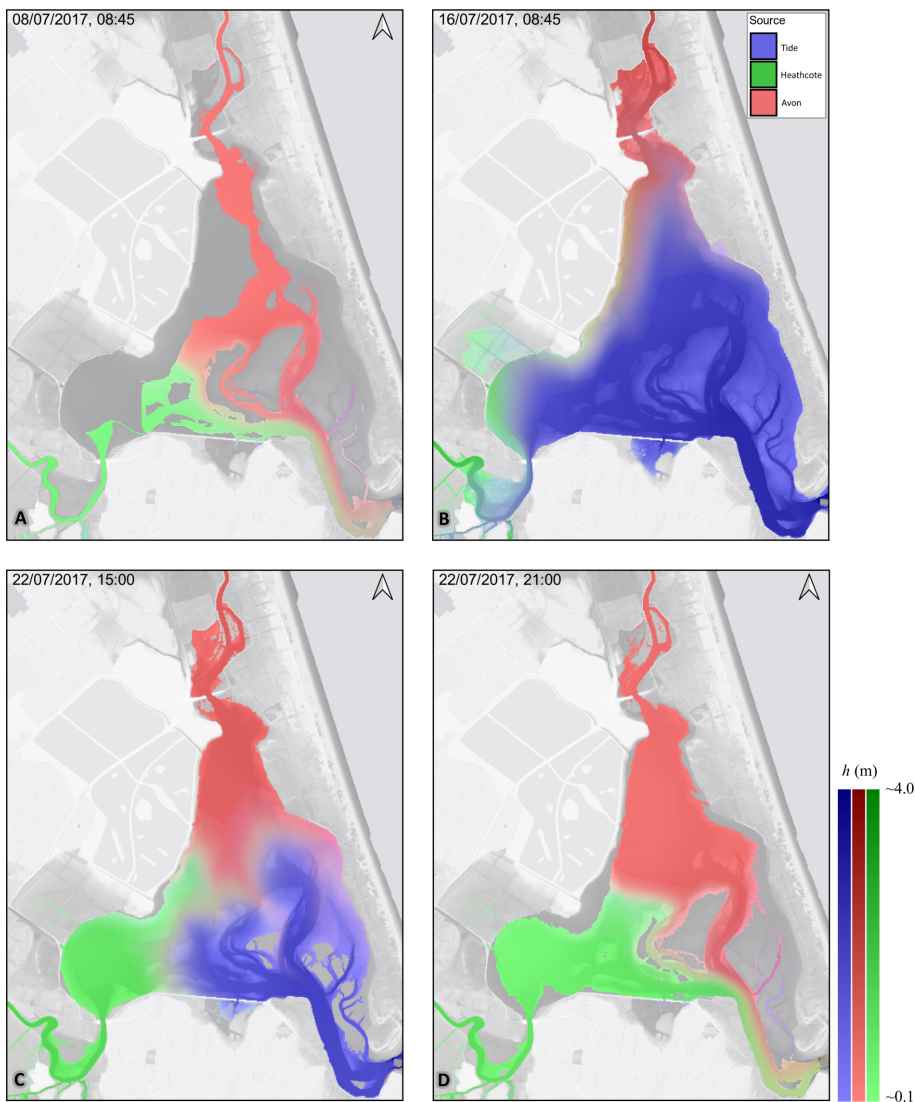 08/07/2017, 08:45
16/07/2017, 08:45
Source
Tide
Heathcote
Avon
A
B
22/07/2017, 15:00
22/07/2017, 21:00
h (m)
~4.0
~0.1
C
D